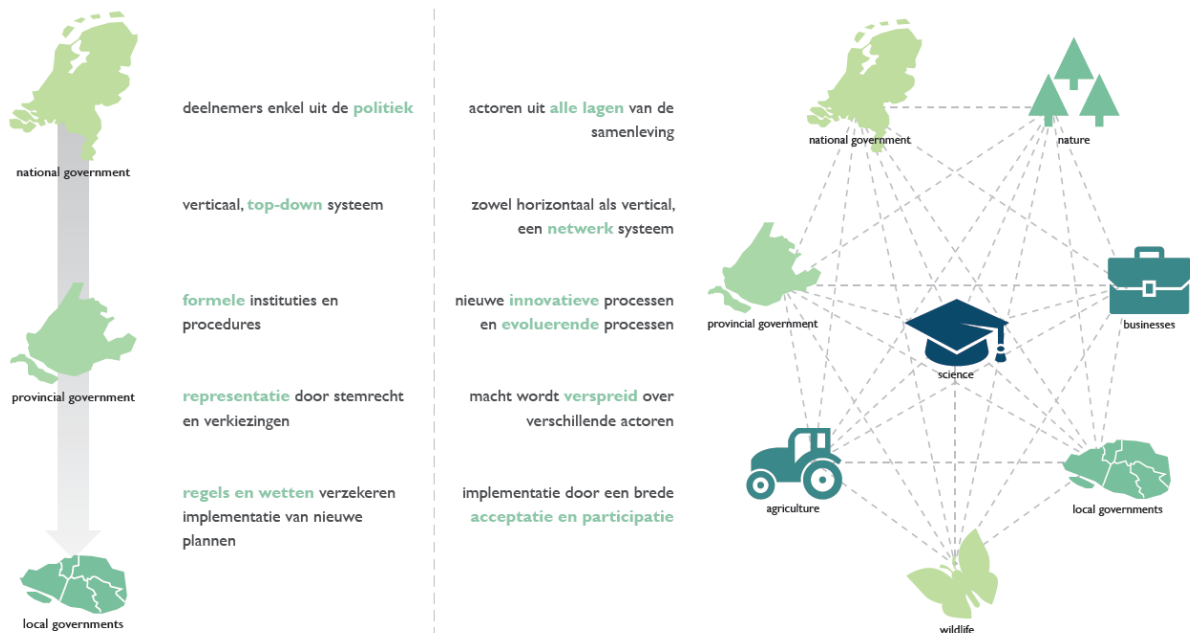 national government
provincial government
local governments
deelnemers enkel uit de politiek
verticaal, top-down systeem
formele instituties en
procedures
representatie door stemrecht
en verkiezingen
regels en wetten verzekeren
implementatie van nieuwe
plannen
actoren uit alle lagen van de
samenleving
zowel horizontaal als vertical,
een netwerk systeem
nieuwe innovatieve processen
en evoluerende processen
macht wordt verspreid over
verschillende actoren
implementatie door een brede
acceptatie en participatie
national government
nature
provincial government
businesses
science
agriculture
local governments
wildlife